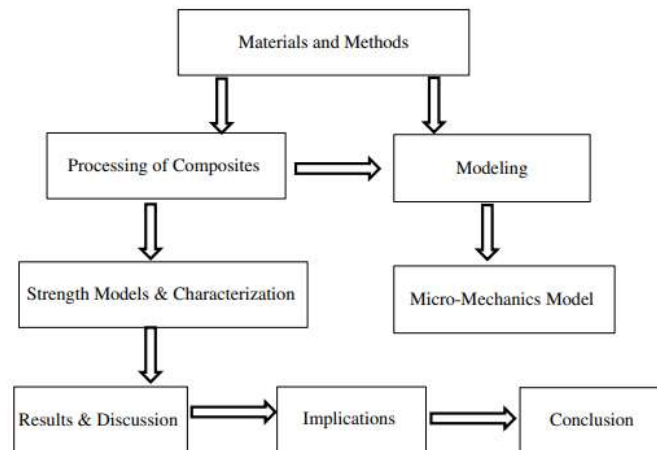 Materials and Methods
Processing of Composites
Modeling
Strength Models & Characterization
Micro-Mechanics Model
Results & Discussion
Implications
Conclusion